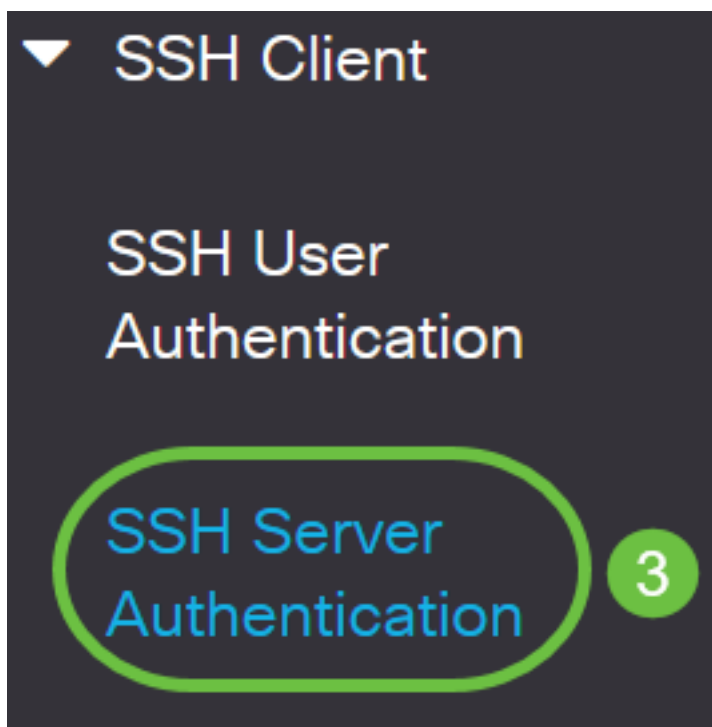 SSH Client
SSH User
Authentication
SSH Server
Authentication
3